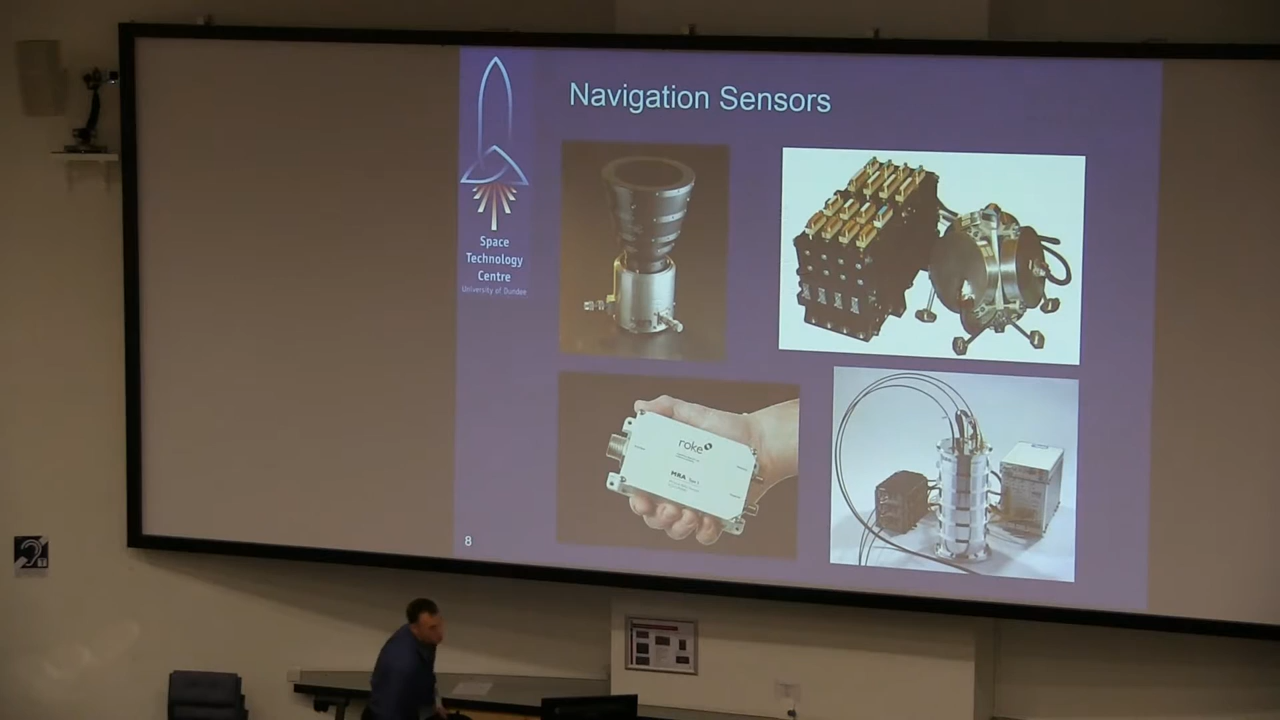 Navigation Sensors
Space
Technology
Centre
University of Dundee
roke
MRA
8